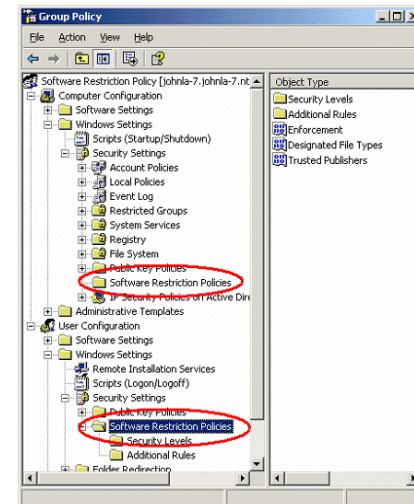 Group Policy
File Action View Help
Software Restriction Policy [johnla-7.johnla-7.nt
Computer Configuration
Software Settings
Windows Settings
Scripts (Startup/Shutdown)
Security Settings
Account Policies
Local Policies
Event Log
Restricted Groups
System Services
Registry
File System
Public Key Policies
Software Restriction Policies
IP Security Policies on Active Dire
Administrative Templates
User Configuration
Software Settings
Windows Settings
Remote Installation Services
Scripts (Logon/Logoff)
Security Settings
Public Key Policies
Software Restriction Policies
Security Levels
Additional Rules
Folder Redirection
Object Type
Security Levels
Additional Rules
Enforcement
Designated File Types
Trusted Publishers